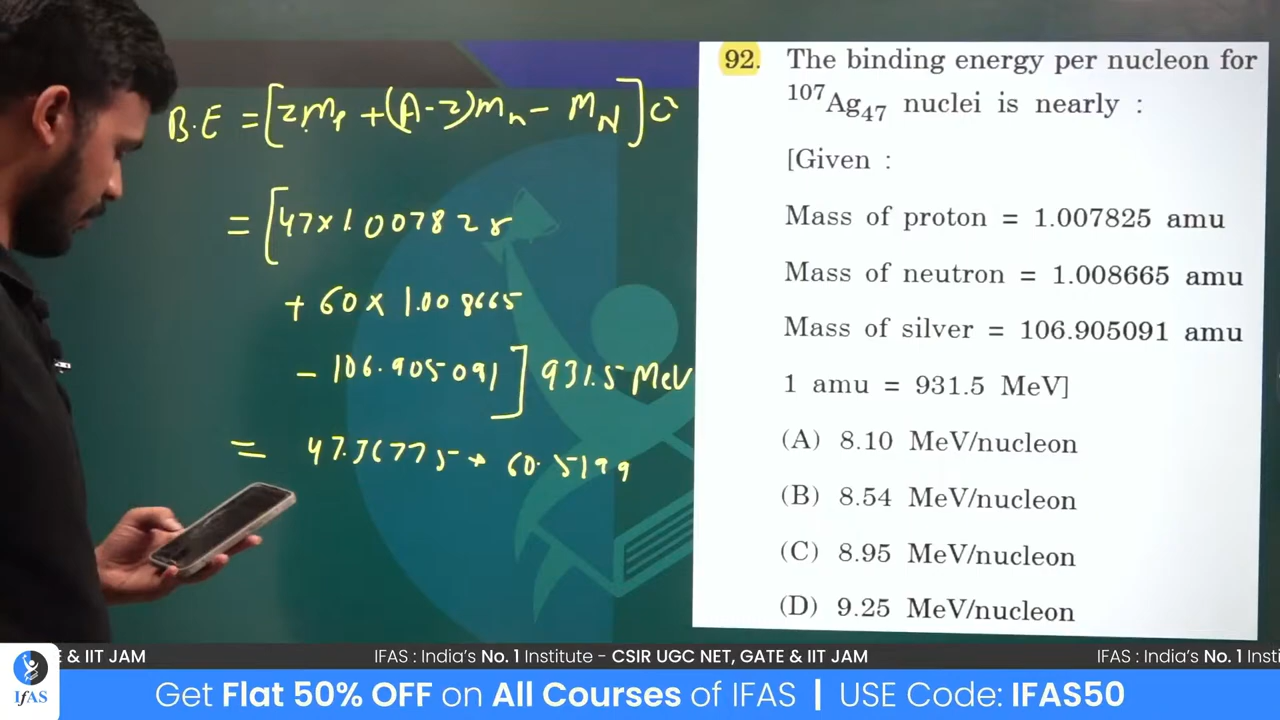 B.E = [Zmp + (A-Z)mn - MN] c²
= [47×1.007825
+ 60 × 1.008665
- 106.905091] 931.5 MeV
= 47.36775 + 60.5199
92. The binding energy per nucleon for
¹⁰⁷Ag₄₇ nuclei is nearly :
[Given :
Mass of proton = 1.007825 amu
Mass of neutron = 1.008665 amu
Mass of silver = 106.905091 amu
1 amu = 931.5 MeV]
(A) 8.10 MeV/nucleon
(B) 8.54 MeV/nucleon
(C) 8.95 MeV/nucleon
(D) 9.25 MeV/nucleon
E & IIT JAM IFAS : India's No. 1 Institute - CSIR UGC NET, GATE & IIT JAM IFAS : India's No. 1 Insti
IfAS
Get Flat 50% OFF on All Courses of IFAS | USE Code: IFAS50